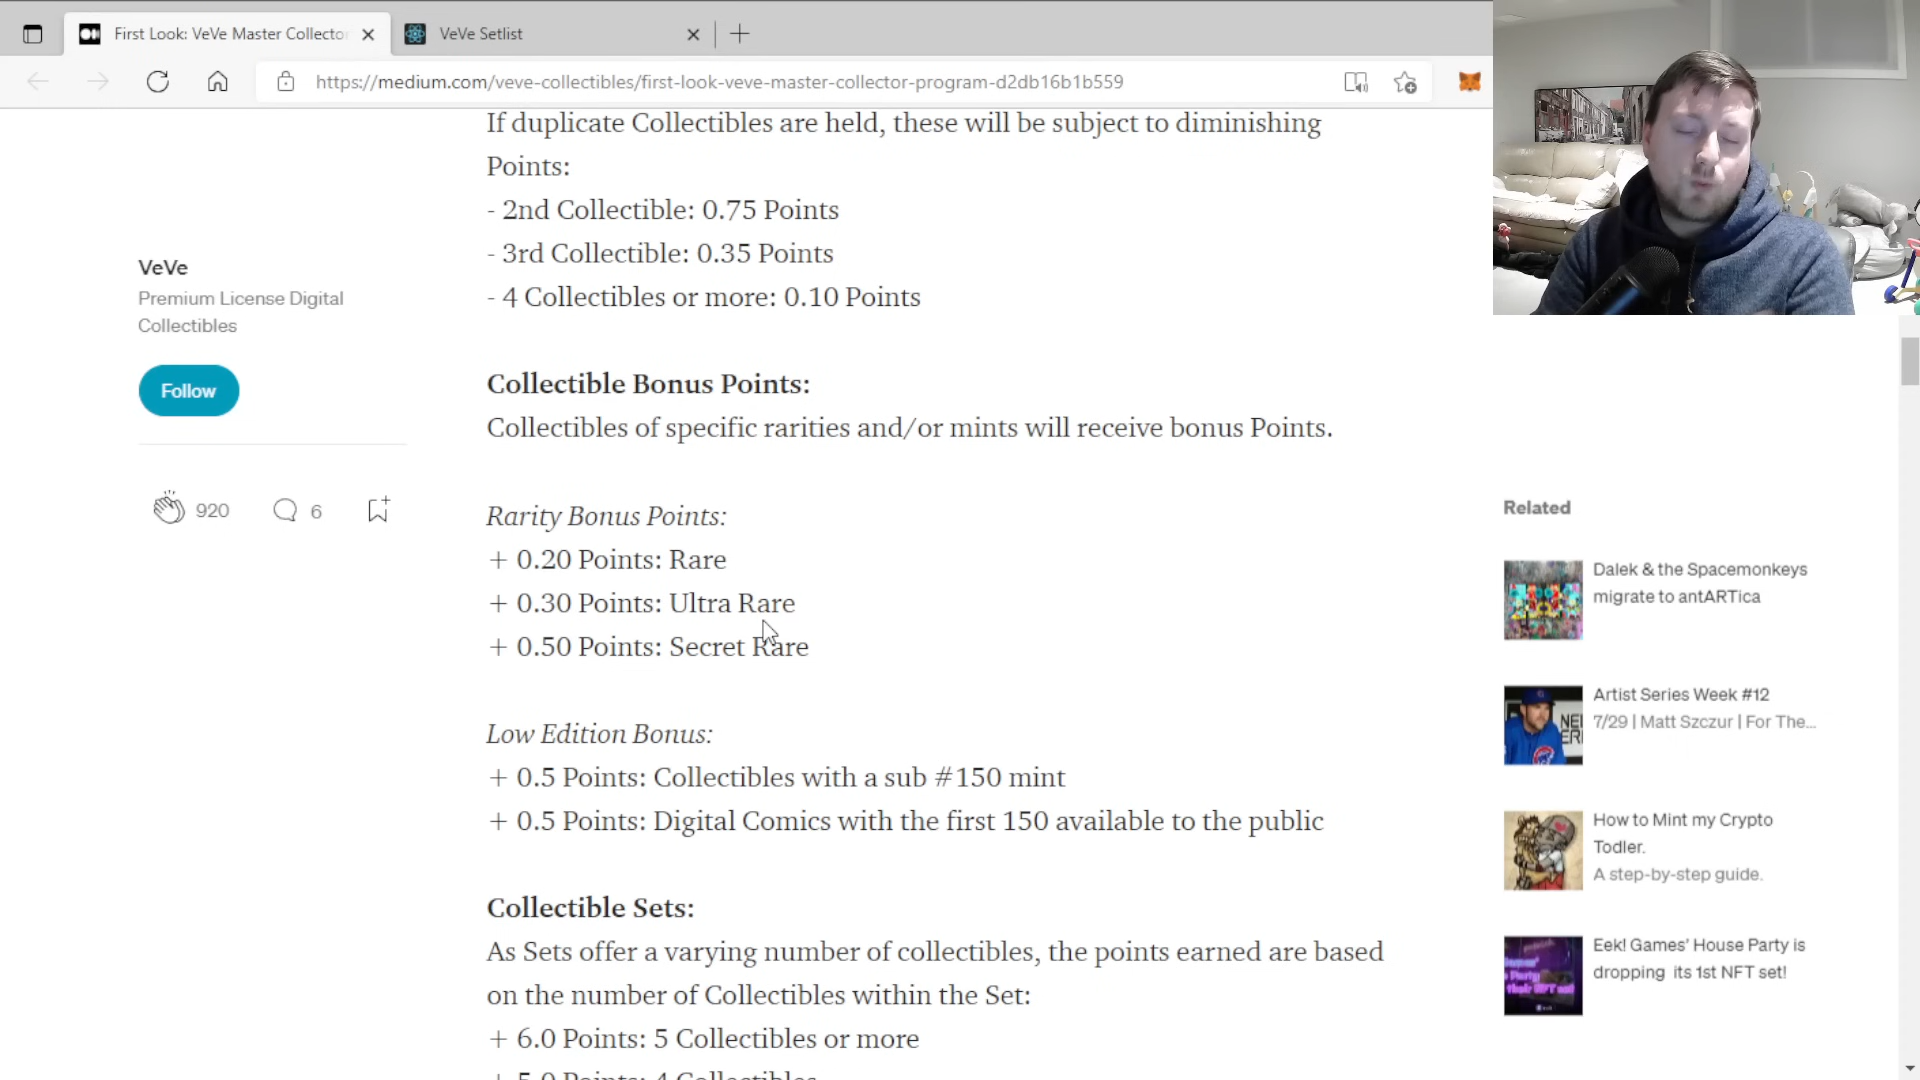 First Look: VeVe Master Collector
VeVe Setlist
https://medium.com/veve-collectibles/first-look-veve-master-collector-program-d2db16b1b559
If duplicate Collectibles are held, these will be subject to diminishing
Points:
- 2nd Collectible: 0.75 Points
- 3rd Collectible: 0.35 Points
- 4 Collectibles or more: 0.10 Points
VeVe
Premium License Digital
Collectibles
Follow
920
6
Collectible Bonus Points:
Collectibles of specific rarities and/or mints will receive bonus Points.
Rarity Bonus Points:
+ 0.20 Points: Rare
+ 0.30 Points: Ultra Rare
+ 0.50 Points: Secret Rare
Low Edition Bonus:
+ 0.5 Points: Collectibles with a sub #150 mint
+ 0.5 Points: Digital Comics with the first 150 available to the public
Collectible Sets:
As Sets offer a varying number of collectibles, the points earned are based
on the number of Collectibles within the Set:
+ 6.0 Points: 5 Collectibles or more
+ 5.0 Points: 4 Collectibles
Related
Dalek & the Spacemonkeys
migrate to antARTica
Artist Series Week #12
7/29 | Matt Szczur | For The...
How to Mint my Crypto
Todler.
A step-by-step guide.
Eek! Games' House Party is
dropping its 1st NFT set!